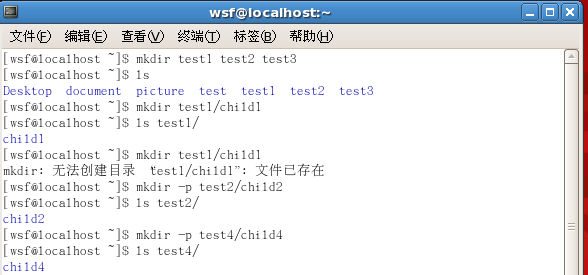 wsf@localhost:~
文件(F) 编辑(E) 查看(V) 终端(T) 标签(B) 帮助(H)
[wsf@localhost ~]$ mkdir test1 test2 test3
[wsf@localhost ~]$ ls
Desktop document picture test test1 test2 test3
[wsf@localhost ~]$ mkdir test1/child1
[wsf@localhost ~]$ ls test1/
child1
[wsf@localhost ~]$ mkdir test1/child1
mkdir: 无法创建目录 “test1/child1”: 文件已存在
[wsf@localhost ~]$ mkdir -p test2/child2
[wsf@localhost ~]$ ls test2/
child2
[wsf@localhost ~]$ mkdir -p test4/child4
[wsf@localhost ~]$ ls test4/
child4